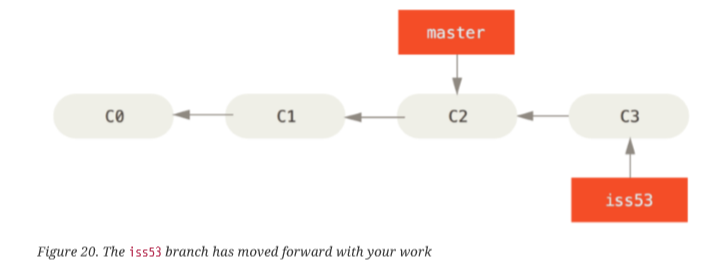 master
C0 C1 C2 C3
iss53
Figure 20. The iss53 branch has moved forward with your work